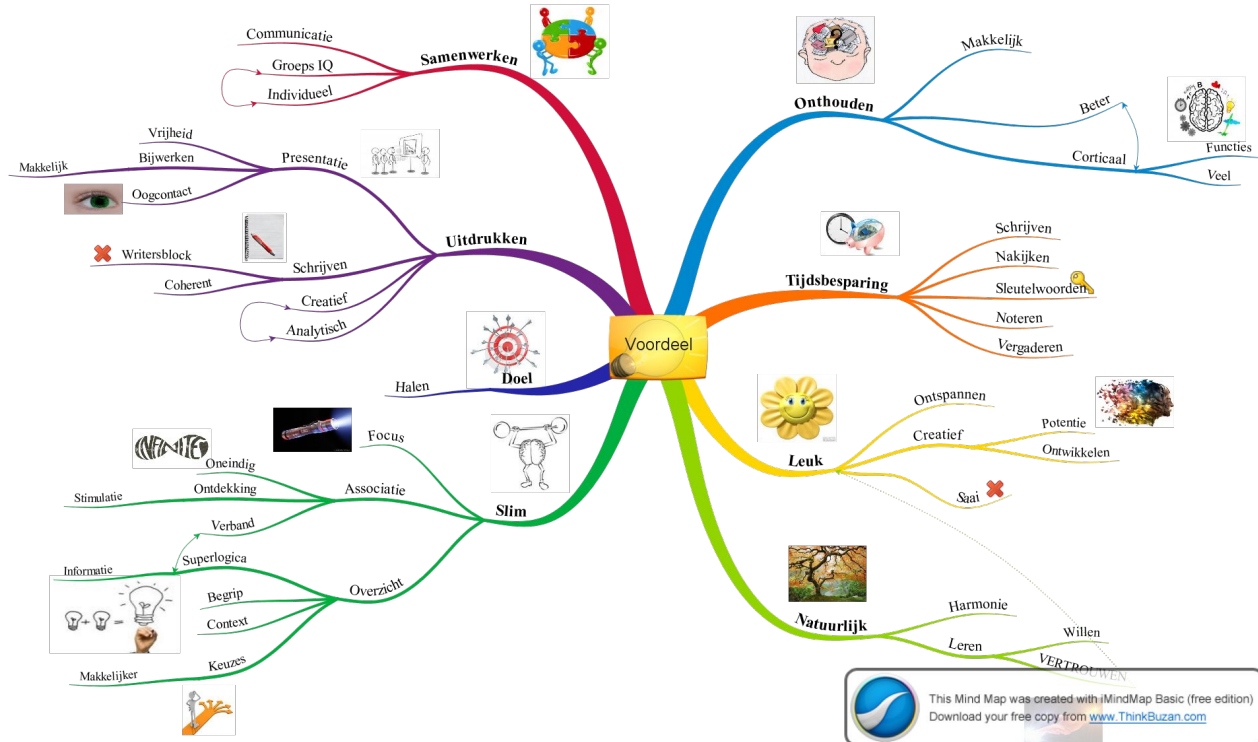 Voordeel
Samenwerken
Communicatie
Groeps IQ
Individueel
Uitdrukken
Presentatie
Vrijheid
Bijwerken
Makkelijk
Oogcontact
Schrijven
Writersblock
Coherent
Creatief
Analytisch
Doel
Halen
Slim
Focus
Associatie
Oneindig
INFINITE
Ontdekking
Stimulatie
Verband
Overzicht
Superlogica
Informatie
Begrip
Context
Keuzes
Makkelijker
Onthouden
Makkelijk
Beter
Corticaal
Functies
Veel
Tijdsbesparing
Schrijven
Nakijken
Sleutelwoorden
Noteren
Vergaderen
Leuk
Ontspannen
Creatief
Potentie
Ontwikkelen
Saai
Natuurlijk
Harmonie
Leren
Willen
VERTROUWEN
This Mind Map was created with iMindMap Basic (free edition)
Download your free copy from www.ThinkBuzan.com